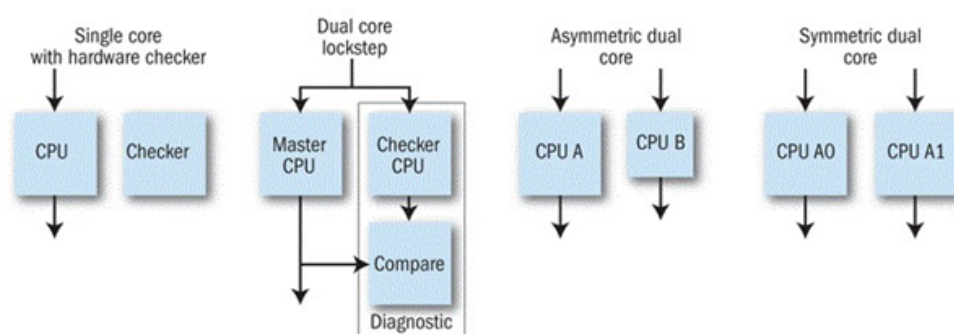 Single core
with hardware checker
CPU
Checker
Dual core
lockstep
Master
CPU
Checker
CPU
Compare
Diagnostic
Asymmetric dual
core
CPU A
CPU B
Symmetric dual
core
CPU A0
CPU A1